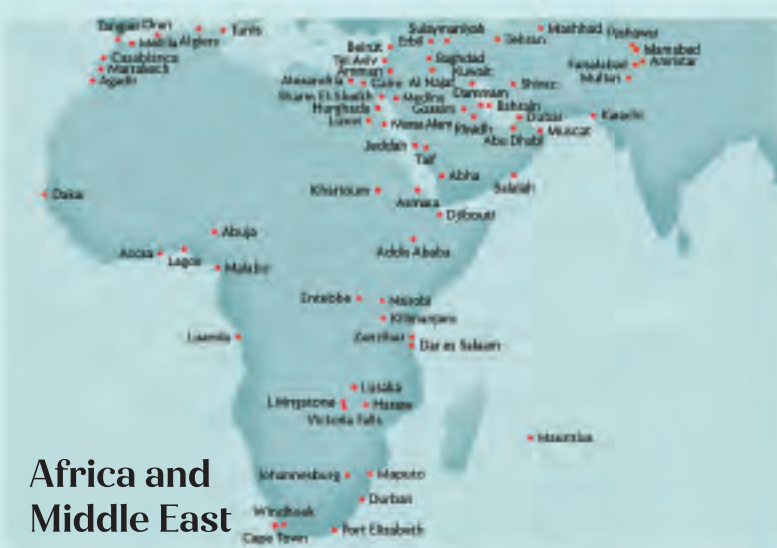 Tangier Oran
Tunis
Melilla Algiers
Casablanca
Marrakech
Agadir
Sulaymaniyah
Mashhad Peshawar
Beirut Erbil
Tehran
Islamabad
Tel Aviv
Baghdad
Faisalabad Amritsar
Amman
Kuwait
Multan
Alexandria Cairo Al Najaf
Shiraz
Sharm El Sheikh Medina
Dammam
Hurghada
Gassim Bahrain
Karachi
Luxor Marsa Alam
Riyadh
Dubai
Muscat
Abu Dhabi
Jeddah
Taif
Abha
Salalah
Dakar
Khartoum
Asmara
Djibouti
Abuja
Addis Ababa
Accra
Lagos
Malabo
Entebbe
Nairobi
Kilimanjaro
Luanda
Zanzibar
Dar es Salaam
Lusaka
Livingstone
Harare
Victoria Falls
Mauritius
Africa and
Middle East
Johannesburg
Maputo
Durban
Windhoek
Port Elizabeth
Cape Town